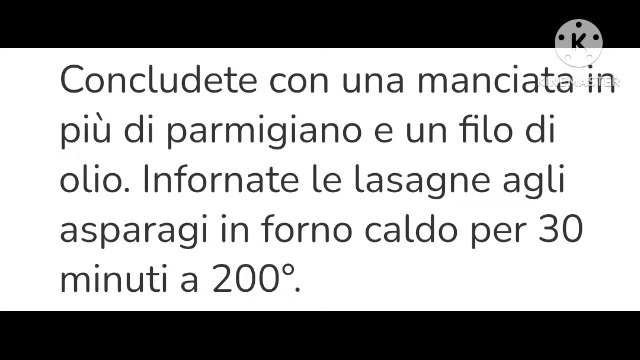 Concludete con una manciata in
più di parmigiano e un filo di
olio. Infornate le lasagne agli
asparagi in forno caldo per 30
minuti a 200°.
K
KINEMASTER